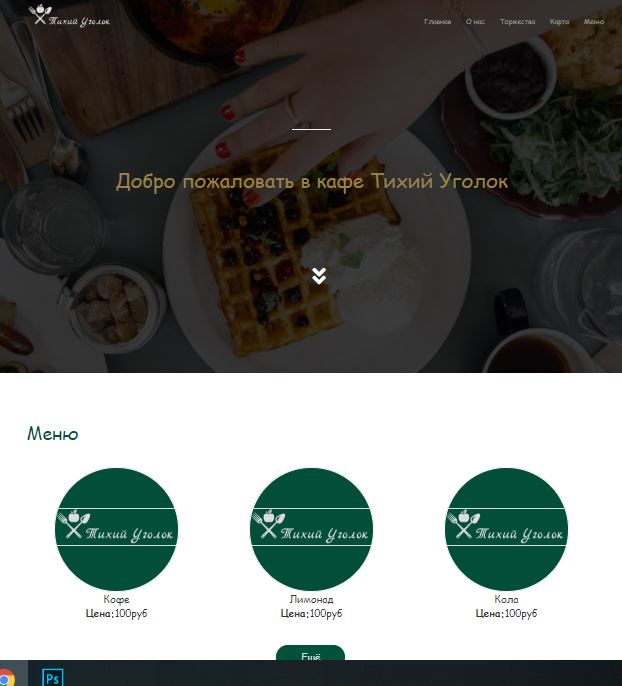 Тихий Уголок
Главная О нас Торжества Карта Меню
Добро пожаловать в кафе Тихий Уголок
Меню
Тихий Уголок Тихий Уголок Тихий Уголок
Кофе Лимонад Кола
Цена:100руб Цена:100руб Цена:100руб
Ещё
Ps